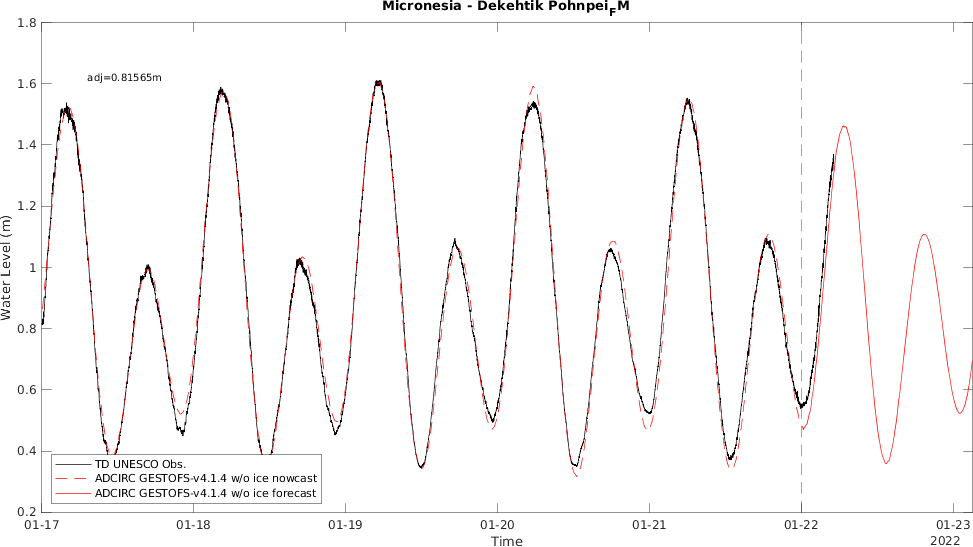 Micronesia - Dekehtik Pohnpei_FM
adj=0.81565m
Water Level (m)
1.8
1.6
1.4
1.2
1
0.8
0.6
0.4
0.2
TD UNESCO Obs.
ADCIRC GESTOFS-v4.1.4 w/o ice nowcast
ADCIRC GESTOFS-v4.1.4 w/o ice forecast
01-17 01-18 01-19 01-20 01-21 01-22 01-23
Time
2022